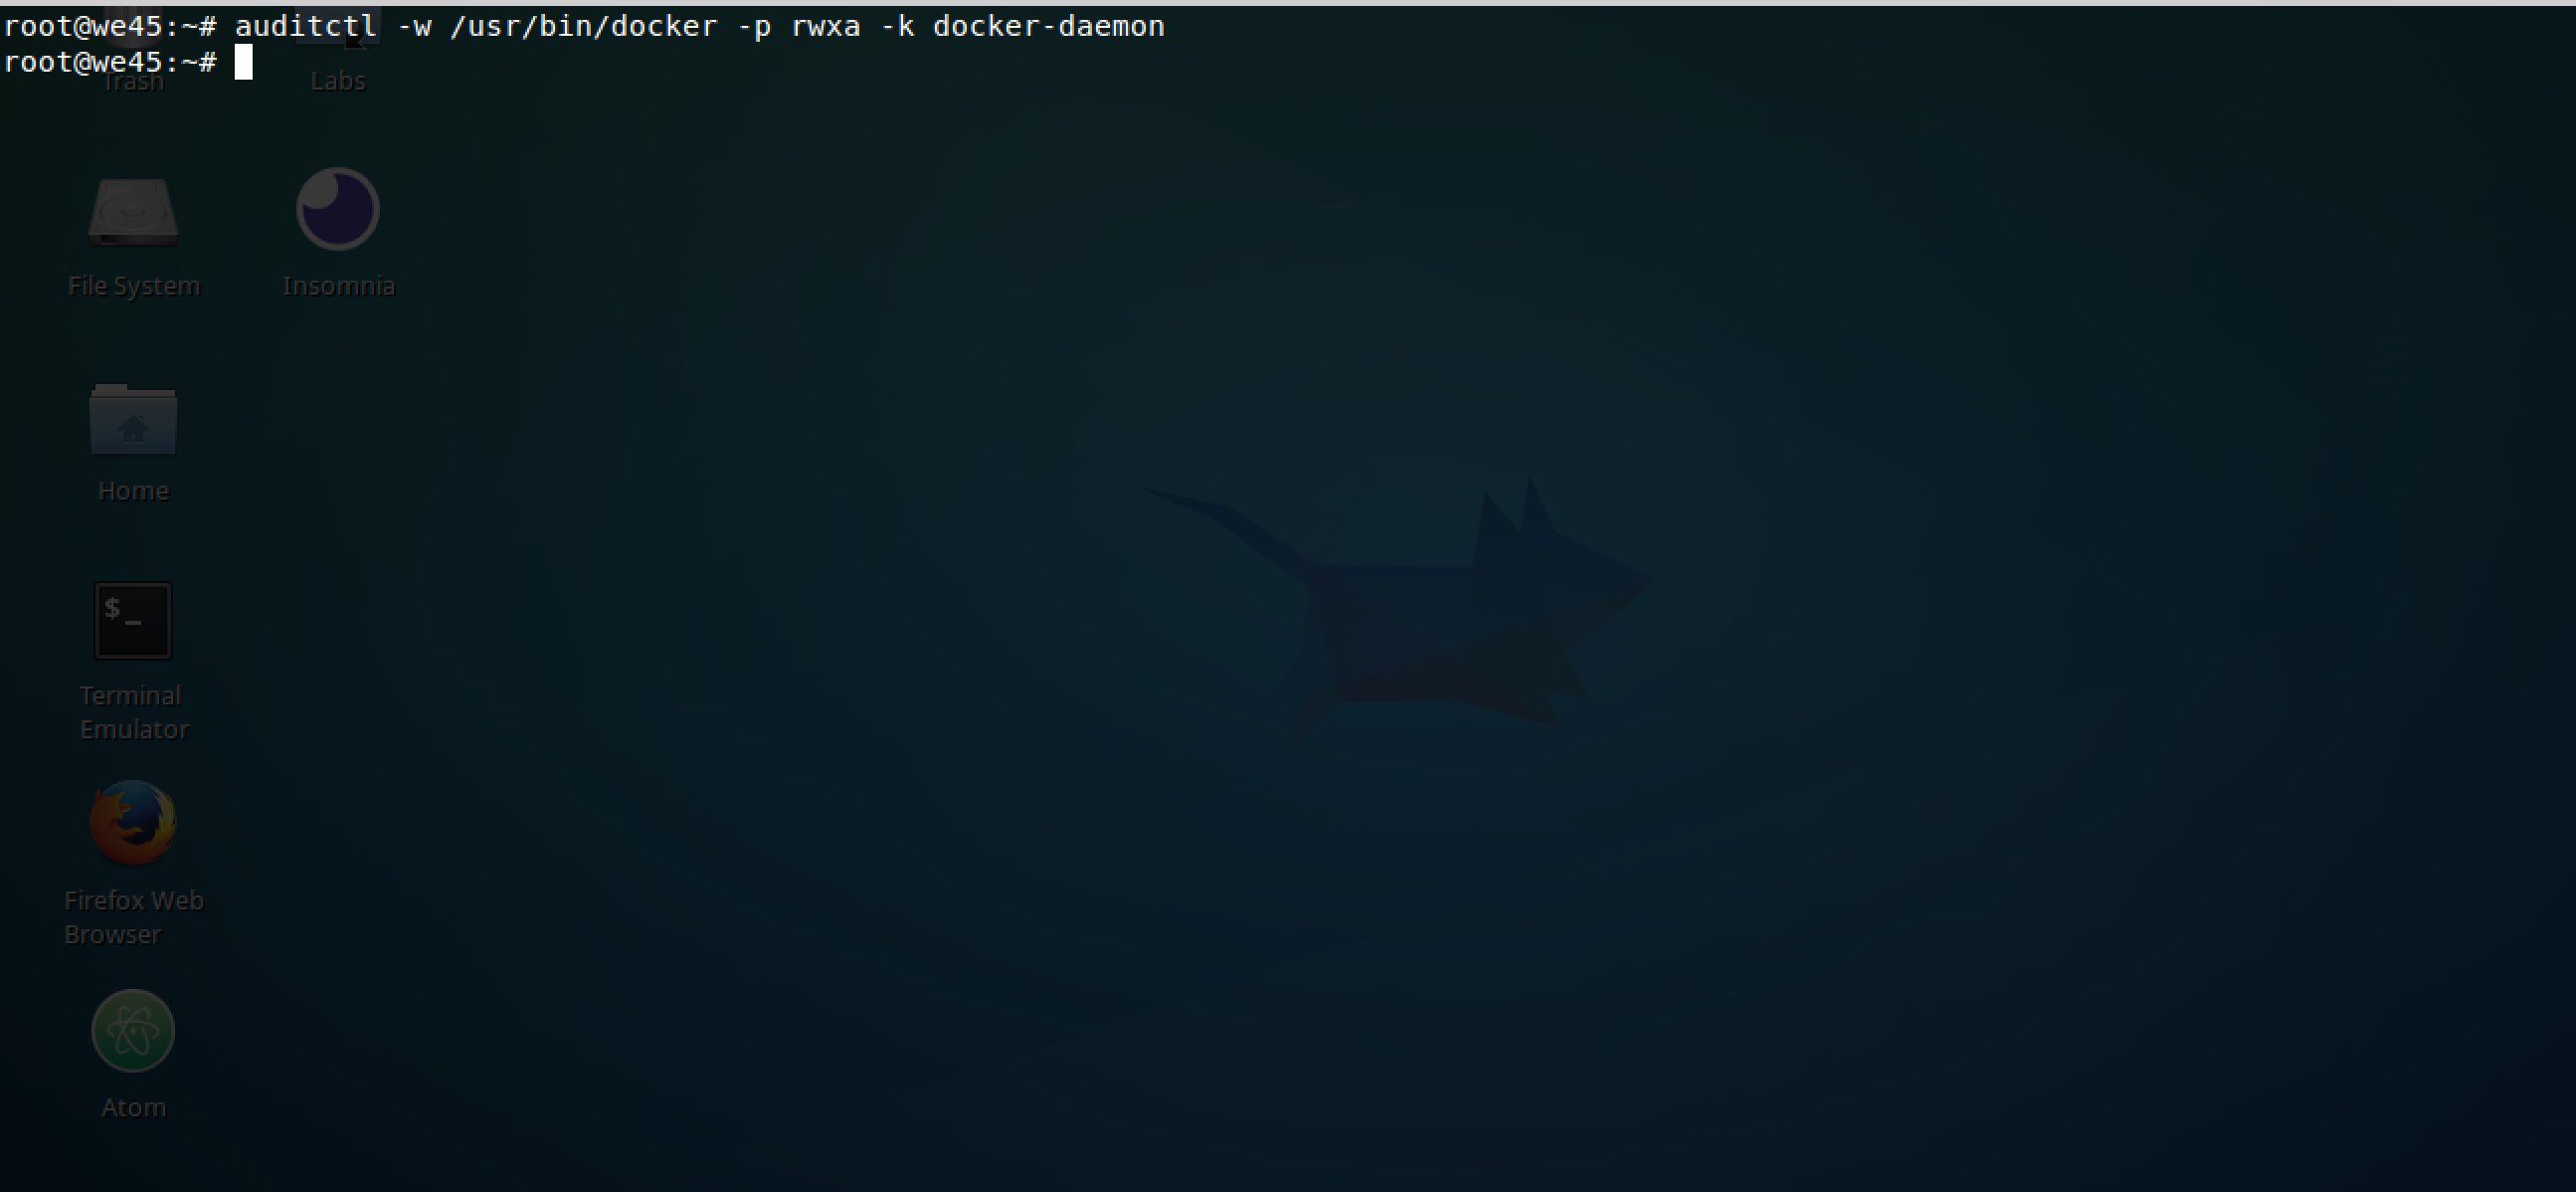 root@we45:~# auditctl -w /usr/bin/docker -p rwxa -k docker-daemon
root@we45:~#
Trash
Labs
File System
Insomnia
Home
$_
Terminal
Emulator
Firefox Web
Browser
Atom